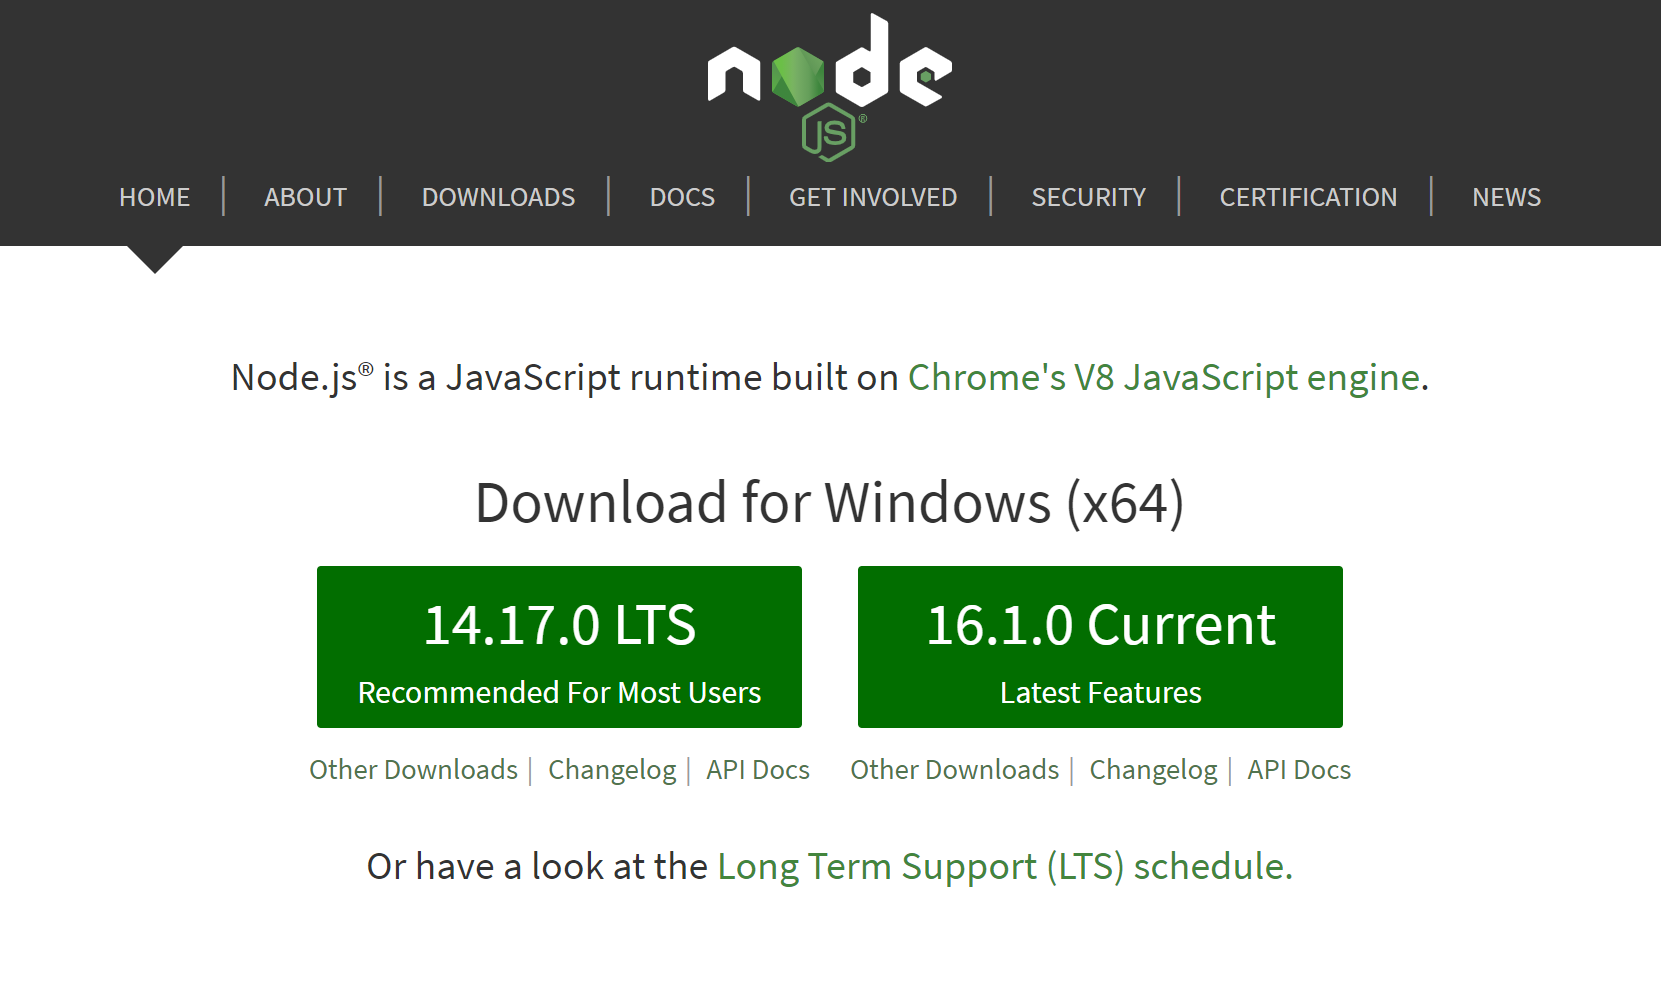 node
JS®
HOME | ABOUT | DOWNLOADS | DOCS | GET INVOLVED | SECURITY | CERTIFICATION | NEWS
Node.js® is a JavaScript runtime built on Chrome's V8 JavaScript engine.
Download for Windows (x64)
14.17.0 LTS
Recommended For Most Users
Other Downloads | Changelog | API Docs
16.1.0 Current
Latest Features
Other Downloads | Changelog | API Docs
Or have a look at the Long Term Support (LTS) schedule.